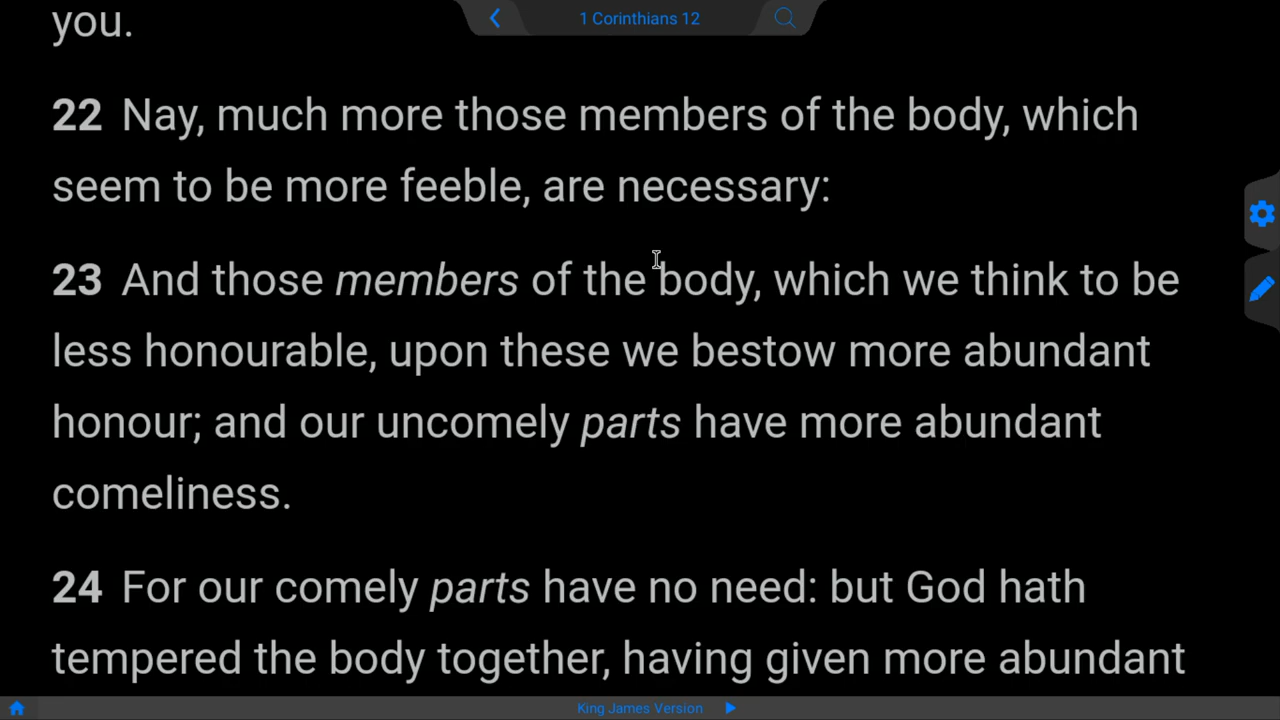 1 Corinthians 12
you.
22 Nay, much more those members of the body, which
seem to be more feeble, are necessary:
23 And those members of the body, which we think to be
less honourable, upon these we bestow more abundant
honour; and our uncomely parts have more abundant
comeliness.
24 For our comely parts have no need: but God hath
tempered the body together, having given more abundant
King James Version